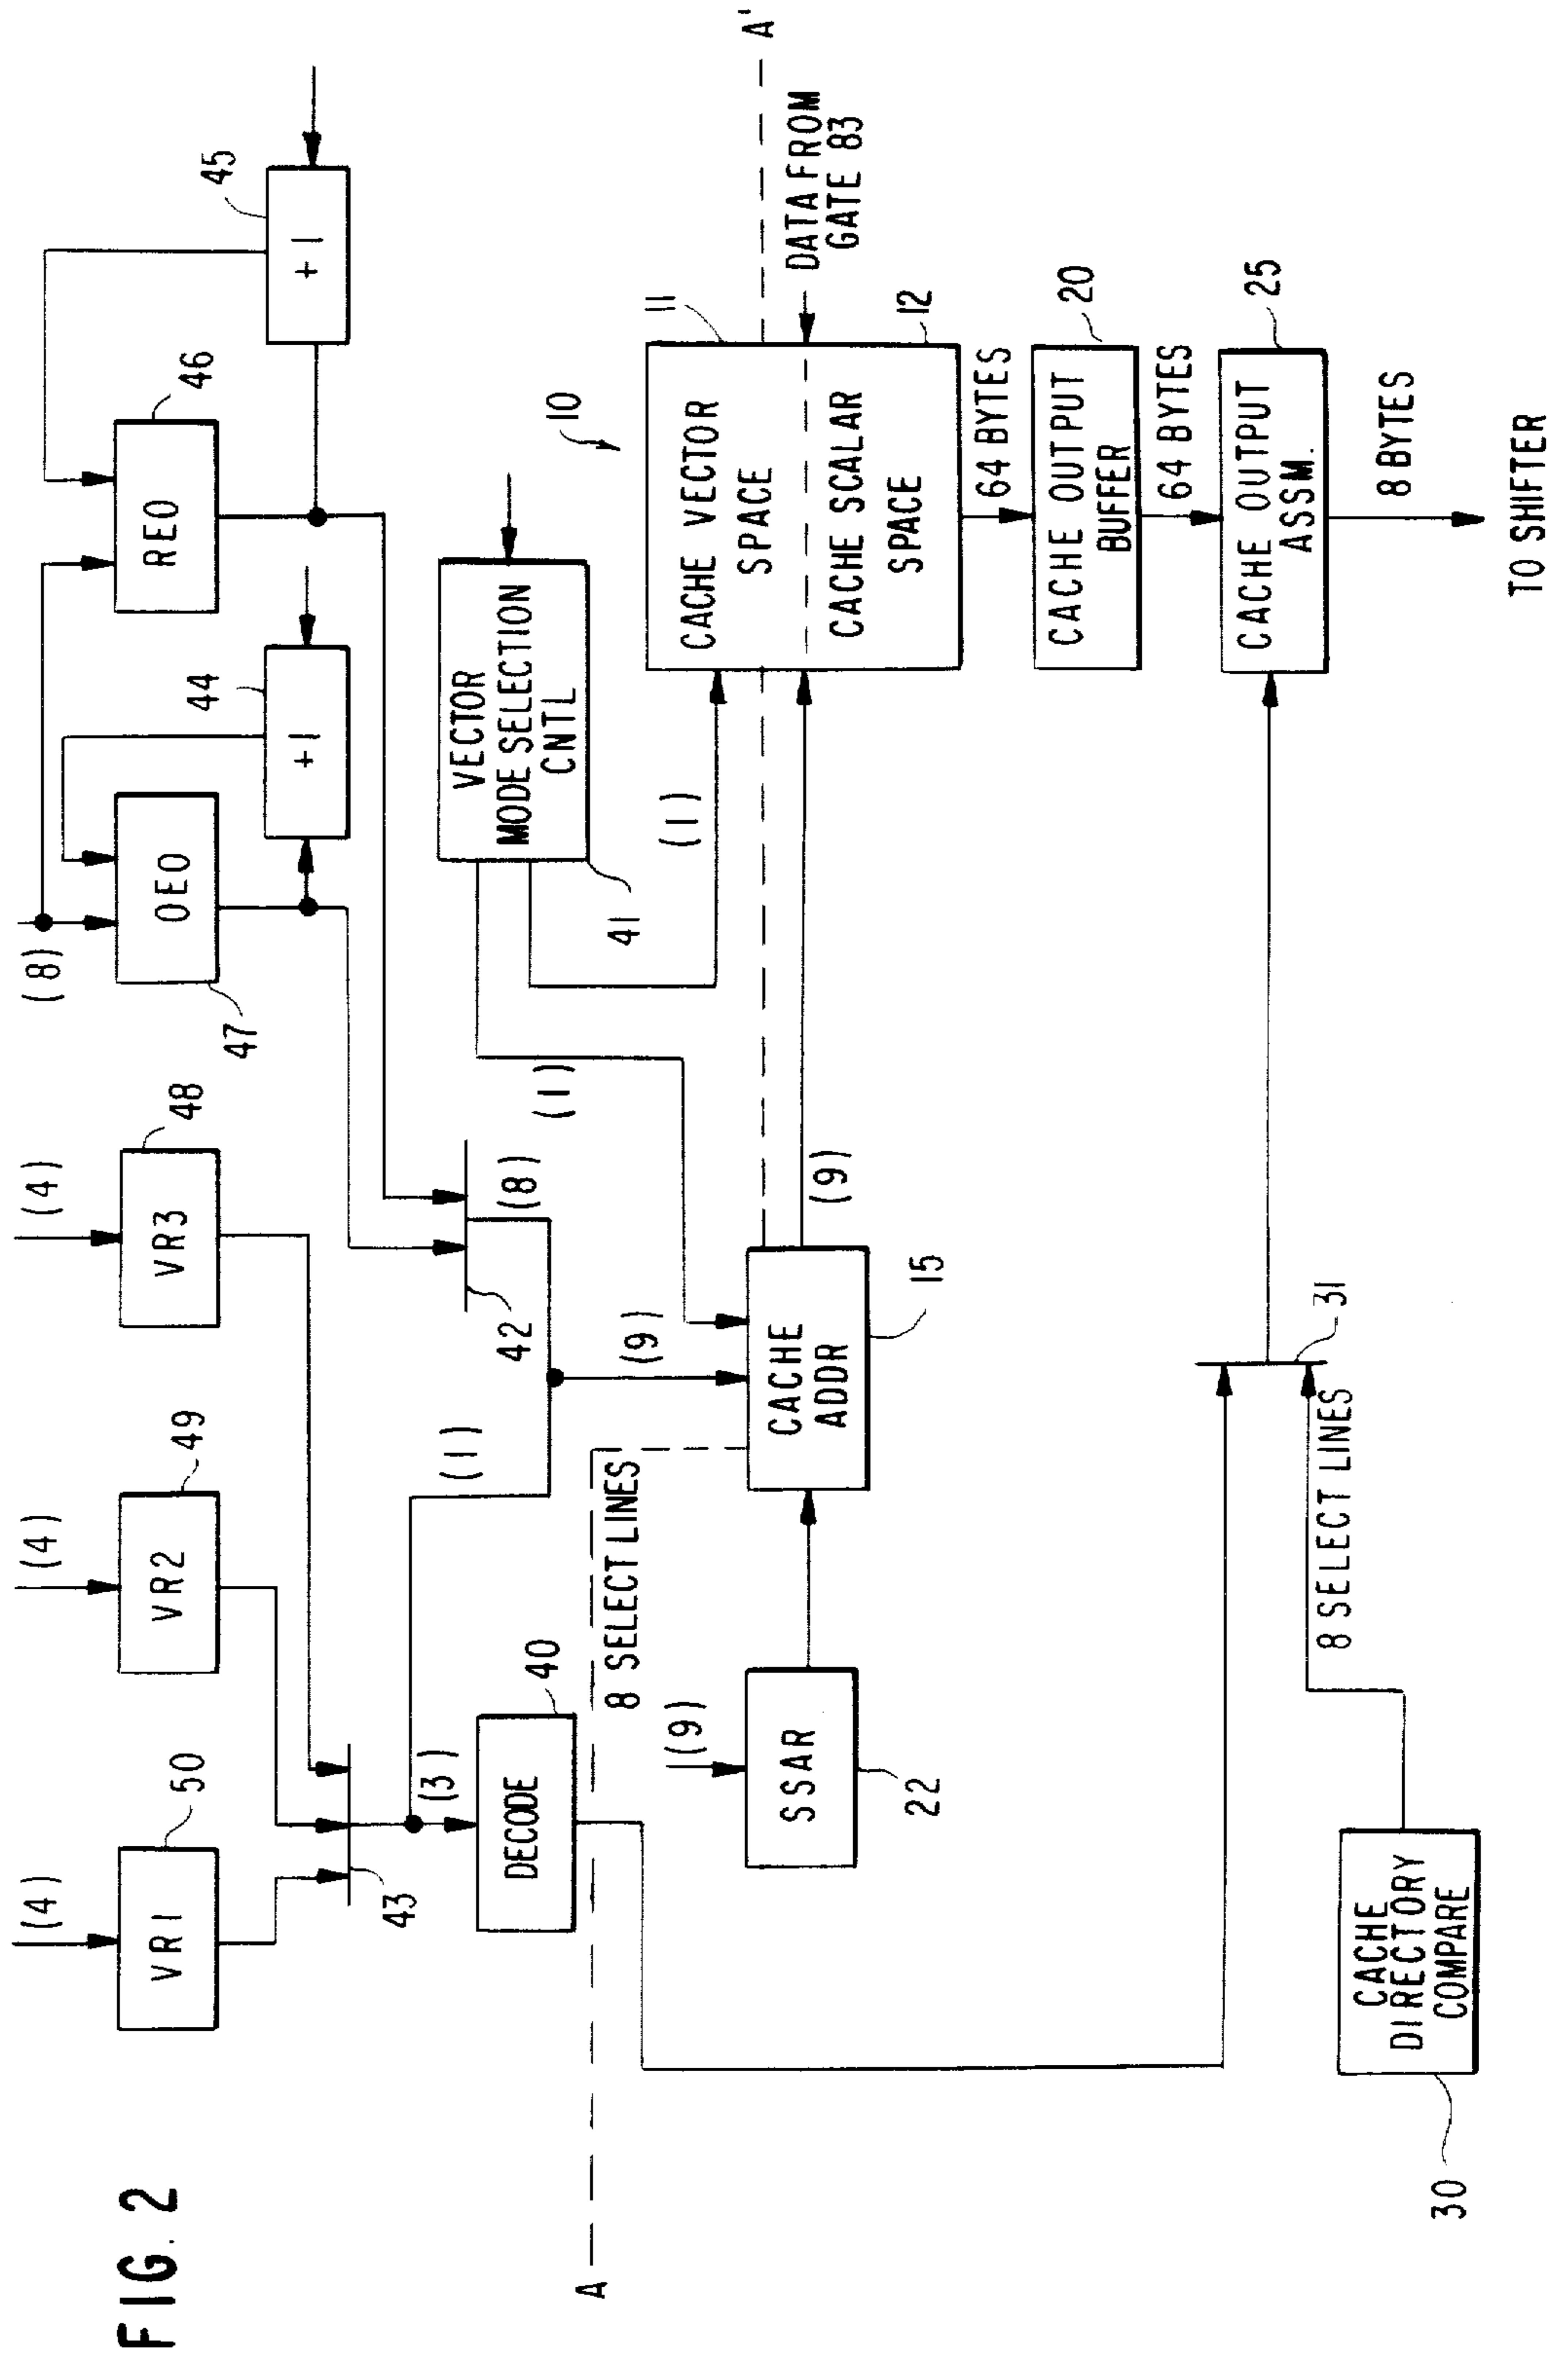 FIG. 2
(4)
VR1
50
(4)
VR2
49
(4)
VR3
48
(8)
OEO
47
REO
46
+1
44
+1
45
43
(3)
DECODE
40
(1)
42
(8)
(9)
(1)
VECTOR
MODE SELECTION
CNTL
41
(1)
A
A'
8 SELECT LINES
(9)
SSAR
22
CACHE
ADDR
15
(9)
10
11
CACHE VECTOR
SPACE
CACHE SCALAR
SPACE
12
DATA FROM
GATE 83
64 BYTES
CACHE OUTPUT
BUFFER
20
64 BYTES
CACHE OUTPUT
ASSM.
25
8 BYTES
TO SHIFTER
31
8 SELECT LINES
CACHE
DIRECTORY
COMPARE
30